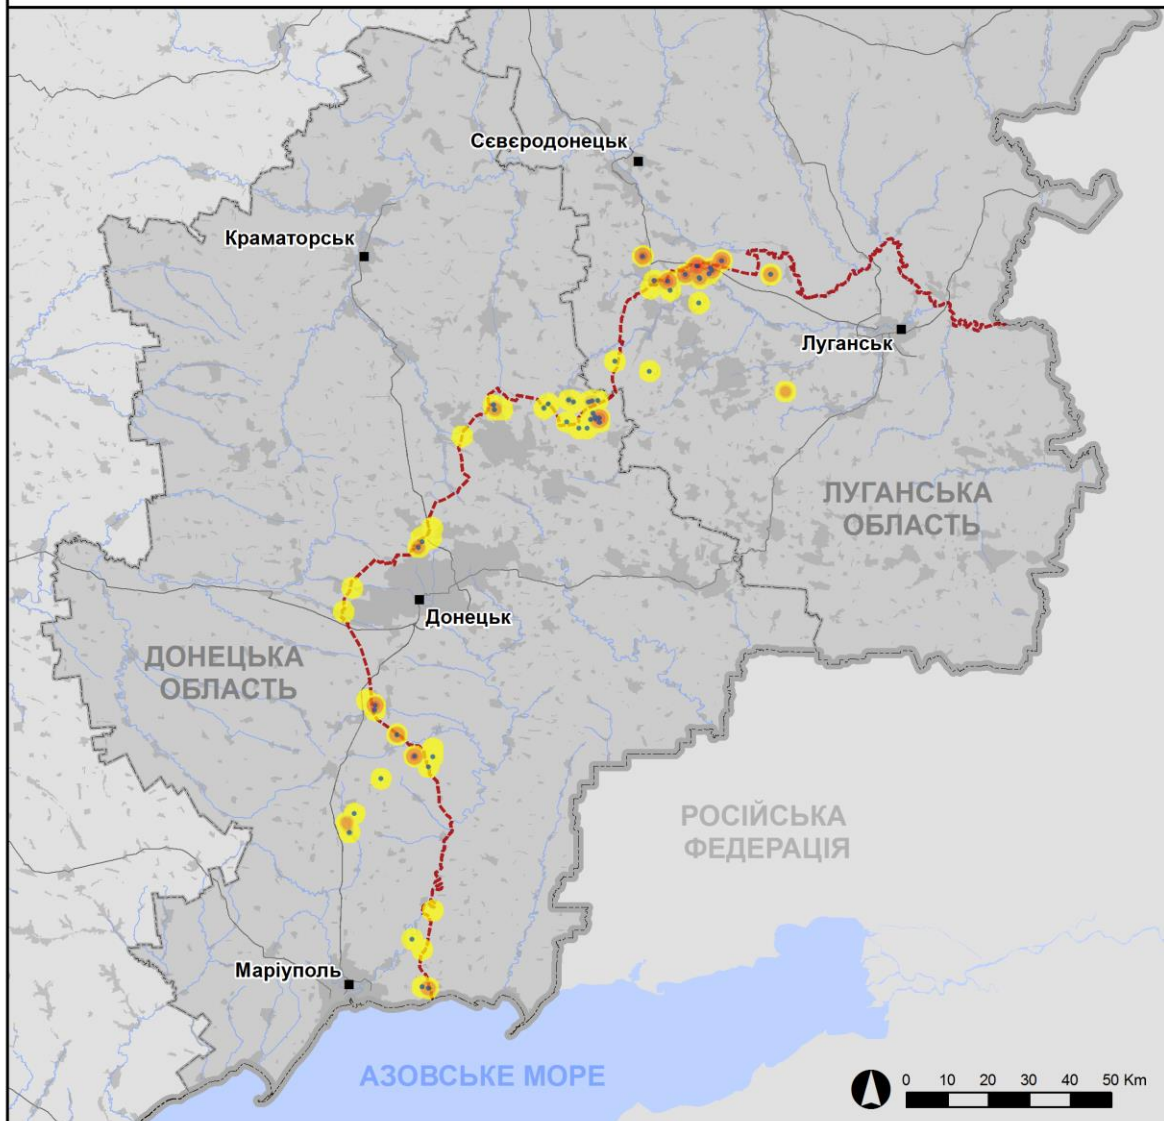 Сєвєродонецьк
Краматорськ
Луганськ
ЛУГАНСЬКА
ОБЛАСТЬ
Донецьк
ДОНЕЦЬКА
ОБЛАСТЬ
РОСІЙСЬКА
ФЕДЕРАЦІЯ
Маріуполь
АЗОВСЬКЕ МОРЕ
0 10 20 30 40 50 Km